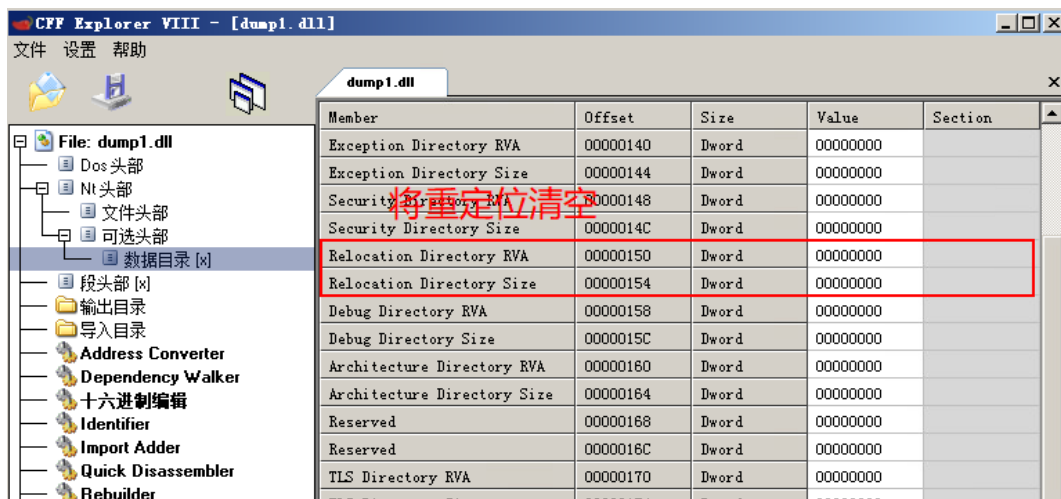 CFF Explorer VIII - [dump1.dll]
文件 设置 帮助
dump1.dll
File: dump1.dll
Dos 头部
Nt 头部
文件头部
可选头部
数据目录 [x]
段头部 [x]
输出目录
导入目录
Address Converter
Dependency Walker
十六进制编辑
Identifier
Import Adder
Quick Disassembler
Rebuilder
Member Offset Size Value Section
Exception Directory RVA 00000140 Dword 00000000
Exception Directory Size 00000144 Dword 00000000
Security Directory RVA 00000148 Dword 00000000
将重定位清空
Security Directory Size 0000014C Dword 00000000
Relocation Directory RVA 00000150 Dword 00000000
Relocation Directory Size 00000154 Dword 00000000
Debug Directory RVA 00000158 Dword 00000000
Debug Directory Size 0000015C Dword 00000000
Architecture Directory RVA 00000160 Dword 00000000
Architecture Directory Size 00000164 Dword 00000000
Reserved 00000168 Dword 00000000
Reserved 0000016C Dword 00000000
TLS Directory RVA 00000170 Dword 00000000